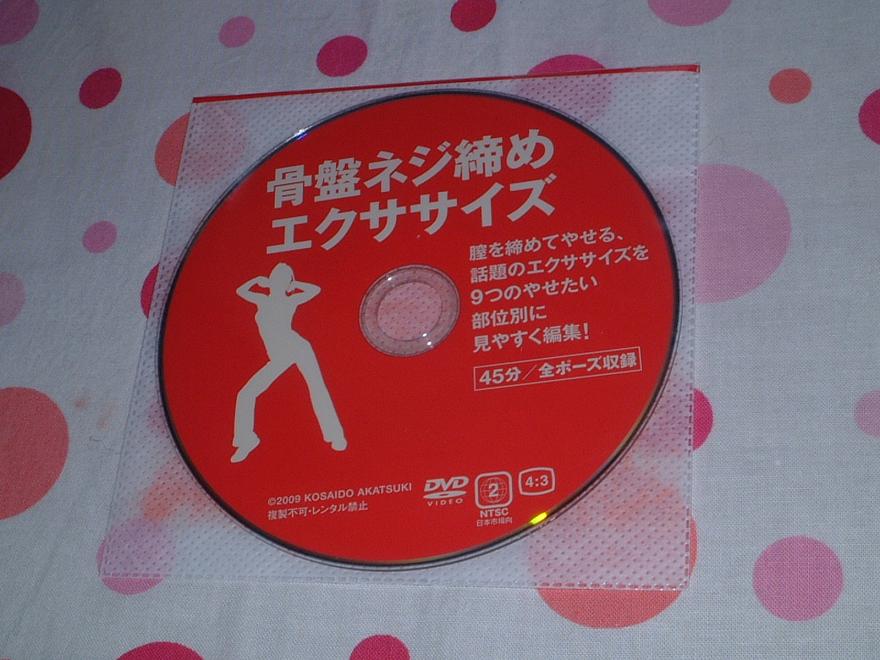 骨盤ネジ締め
エクササイズ
膣を締めてやせる、
話題のエクササイズを
9つのやせたい
部位別に
見やすく編集!
45分/全ポーズ収録
©2009 KOSAIDO AKATSUKI
複製不可・レンタル禁止
DVD
VIDEO
2
NTSC
日本市場向
4:3